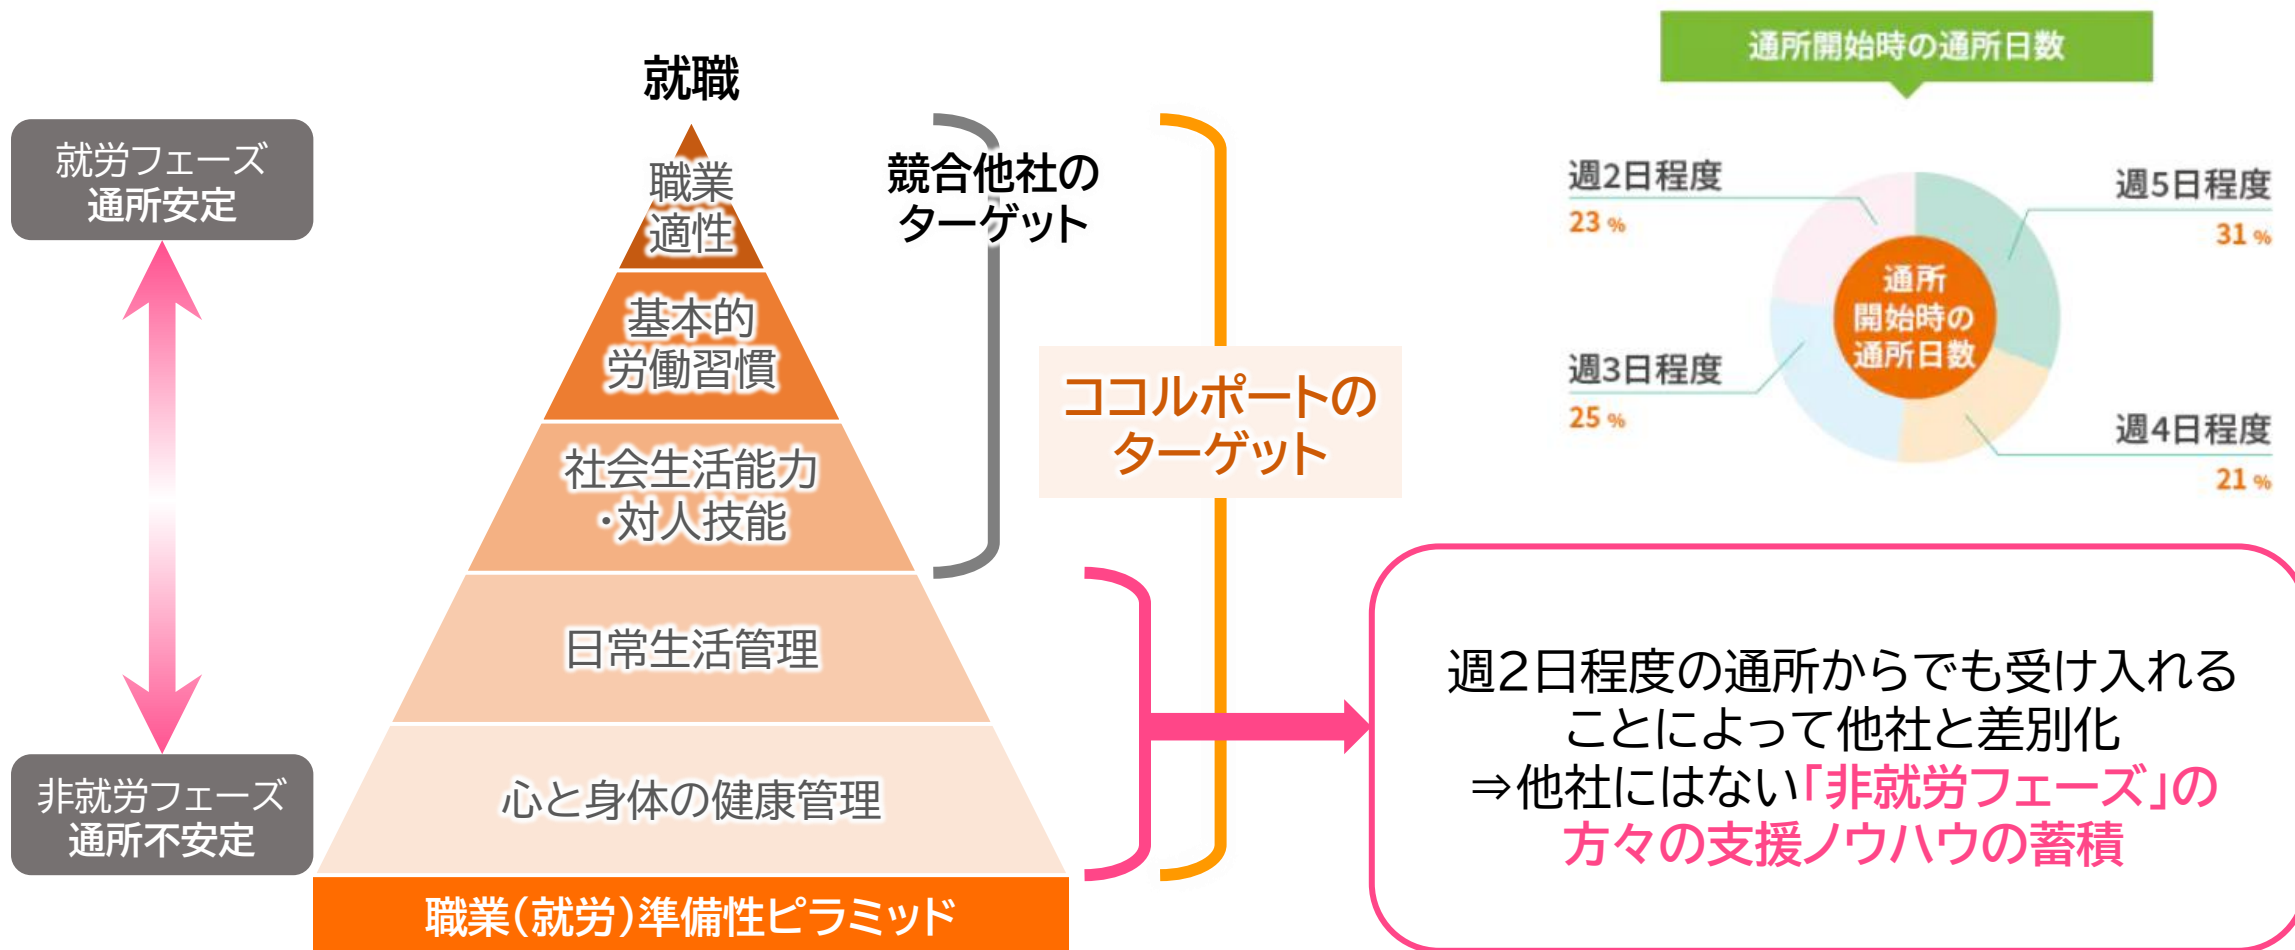 就職
就労フェーズ
通所安定
職業
適性
基本的
労働習慣
社会生活能力
・対人技能
日常生活管理
心と身体の健康管理
非就労フェーズ
通所不安定
職業(就労)準備性ピラミッド
競合他社の
ターゲット
ココルポートの
ターゲット
通所開始時の通所日数
週2日程度
23 %
週5日程度
31 %
通所
開始時の
通所日数
週3日程度
25 %
週4日程度
21 %
週2日程度の通所からでも受け入れる
ことによって他社と差別化
⇒他社にはない「非就労フェーズ」の
方々の支援ノウハウの蓄積